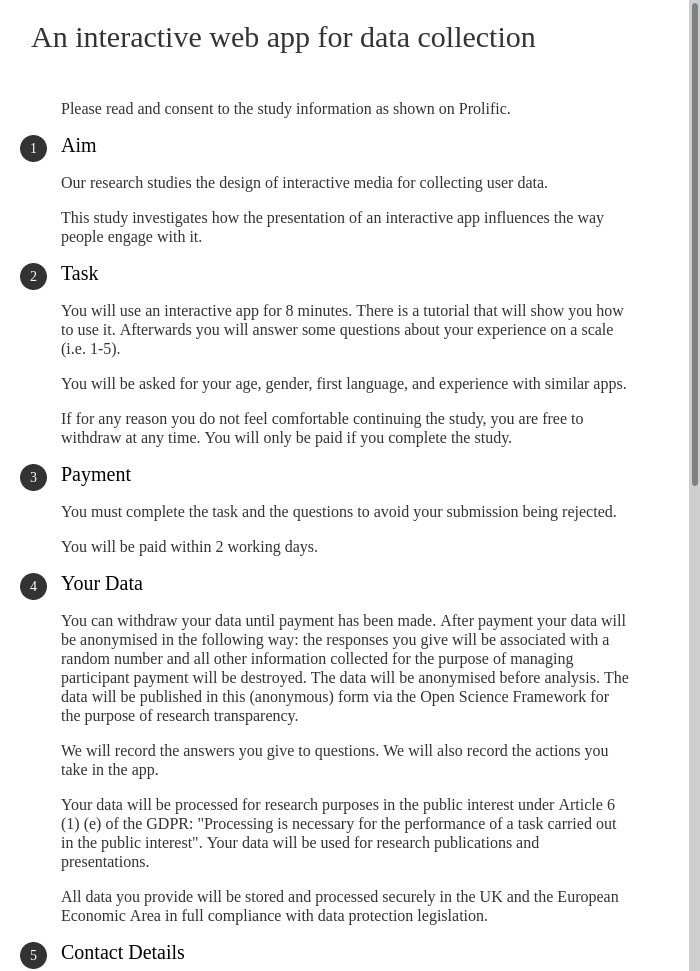 An interactive web app for data collection
Please read and consent to the study information as shown on Prolific.
1 Aim
Our research studies the design of interactive media for collecting user data.
This study investigates how the presentation of an interactive app influences the way
people engage with it.
2 Task
You will use an interactive app for 8 minutes. There is a tutorial that will show you how
to use it. Afterwards you will answer some questions about your experience on a scale
(i.e. 1-5).
You will be asked for your age, gender, first language, and experience with similar apps.
If for any reason you do not feel comfortable continuing the study, you are free to
withdraw at any time. You will only be paid if you complete the study.
3 Payment
You must complete the task and the questions to avoid your submission being rejected.
You will be paid within 2 working days.
4 Your Data
You can withdraw your data until payment has been made. After payment your data will
be anonymised in the following way: the responses you give will be associated with a
random number and all other information collected for the purpose of managing
participant payment will be destroyed. The data will be anonymised before analysis. The
data will be published in this (anonymous) form via the Open Science Framework for
the purpose of research transparency.
We will record the answers you give to questions. We will also record the actions you
take in the app.
Your data will be processed for research purposes in the public interest under Article 6
(1) (e) of the GDPR: "Processing is necessary for the performance of a task carried out
in the public interest". Your data will be used for research publications and
presentations.
All data you provide will be stored and processed securely in the UK and the European
Economic Area in full compliance with data protection legislation.
5 Contact Details